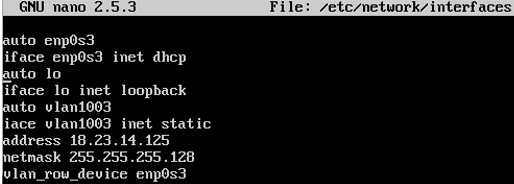 GNU nano 2.5.3 File: /etc/network/interfaces
auto enp0s3
iface enp0s3 inet dhcp
auto lo
iface lo inet loopback
auto vlan1003
iace vlan1003 inet static
address 18.23.14.125
netmask 255.255.255.128
vlan_row_device enp0s3